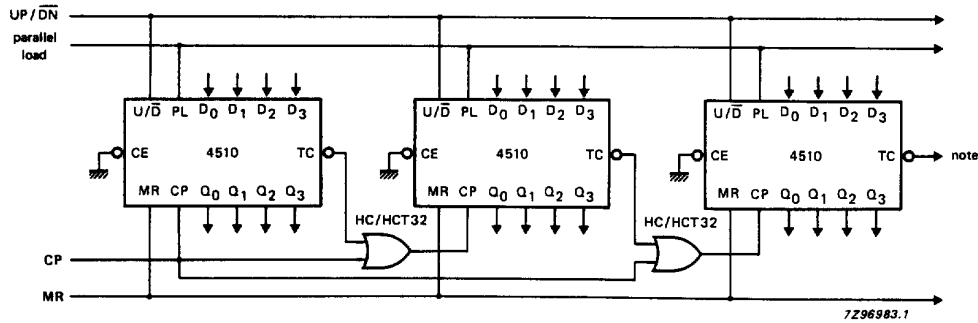 UP/D̅N̅
parallel
load
U/D̅ PL D0 D1 D2 D3
CE 4510 TC
MR CP Q0 Q1 Q2 Q3
U/D̅ PL D0 D1 D2 D3
CE 4510 TC
MR CP Q0 Q1 Q2 Q3
U/D̅ PL D0 D1 D2 D3
CE 4510 TC
MR CP Q0 Q1 Q2 Q3
note
HC/HCT32
HC/HCT32
CP
MR
7Z96983.1